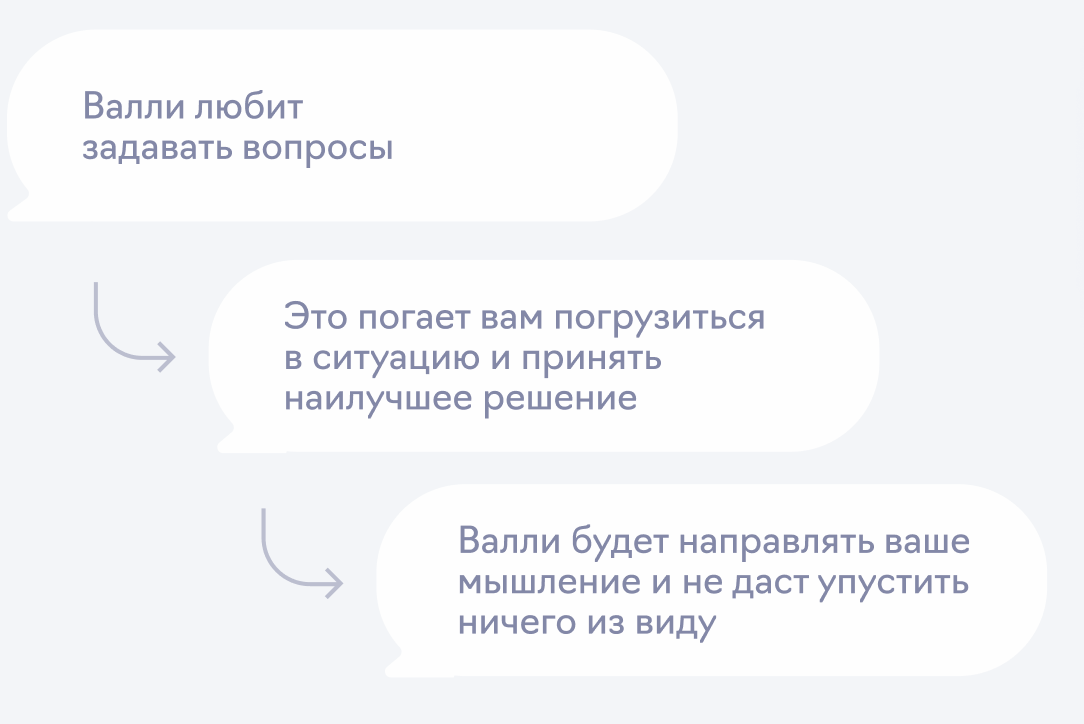 Валли любит
задавать вопросы
Это погает вам погрузиться
в ситуацию и принять
наилучшее решение
Валли будет направлять ваше
мышление и не даст упустить
ничего из виду